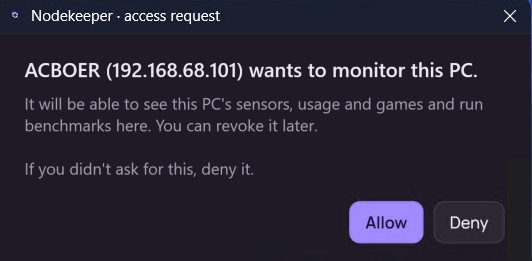 Nodekeeper · access request
ACBOER (192.168.68.101) wants to monitor this PC.
It will be able to see this PC's sensors, usage and games and run
benchmarks here. You can revoke it later.
If you didn't ask for this, deny it.
Allow
Deny